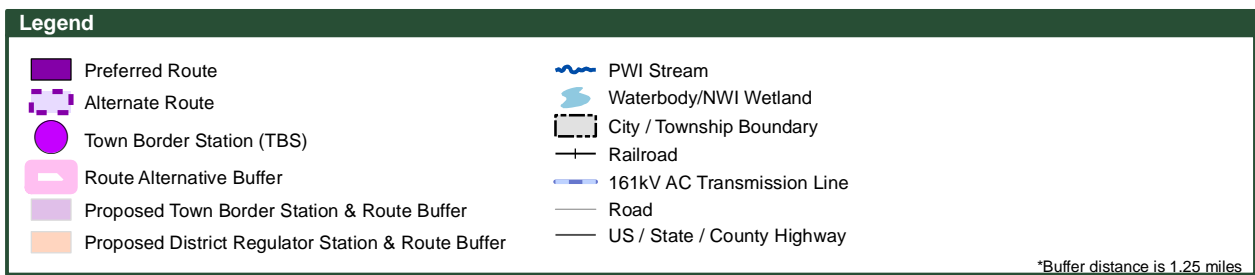 Legend
Preferred Route
Alternate Route
Town Border Station (TBS)
Route Alternative Buffer
Proposed Town Border Station & Route Buffer
Proposed District Regulator Station & Route Buffer
PWI Stream
Waterbody/NWI Wetland
City / Township Boundary
Railroad
161kV AC Transmission Line
Road
US / State / County Highway
*Buffer distance is 1.25 miles